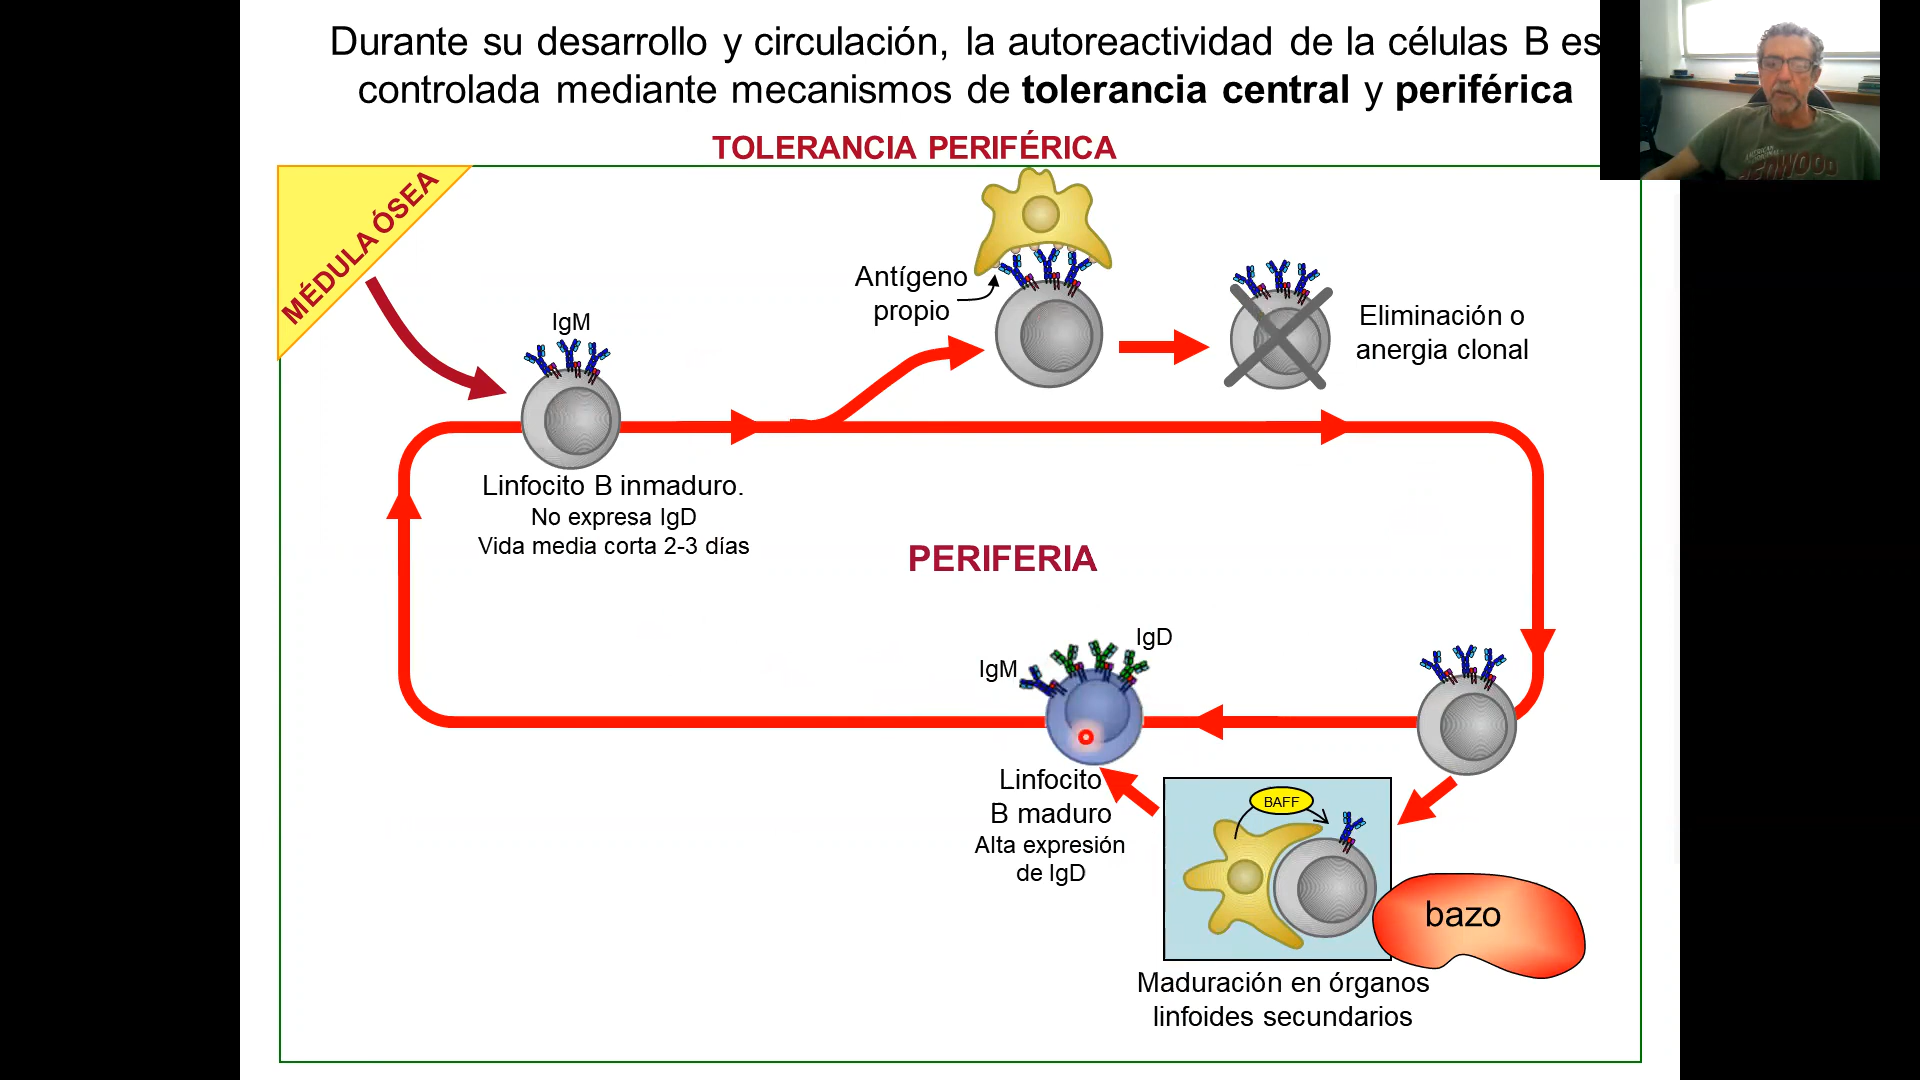 Durante su desarrollo y circulación, la autoreactividad de la células B es
controlada mediante mecanismos de tolerancia central y periférica
TOLERANCIA PERIFÉRICA
MÉDULA ÓSEA
Antígeno
propio
Eliminación o
anergia clonal
IgM
Linfocito B inmaduro.
No expresa IgD
Vida media corta 2-3 días
PERIFERIA
IgD
IgM
Linfocito
B maduro
Alta expresión
de IgD
BAFF
bazo
Maduración en órganos
linfoides secundarios
REDWOOD